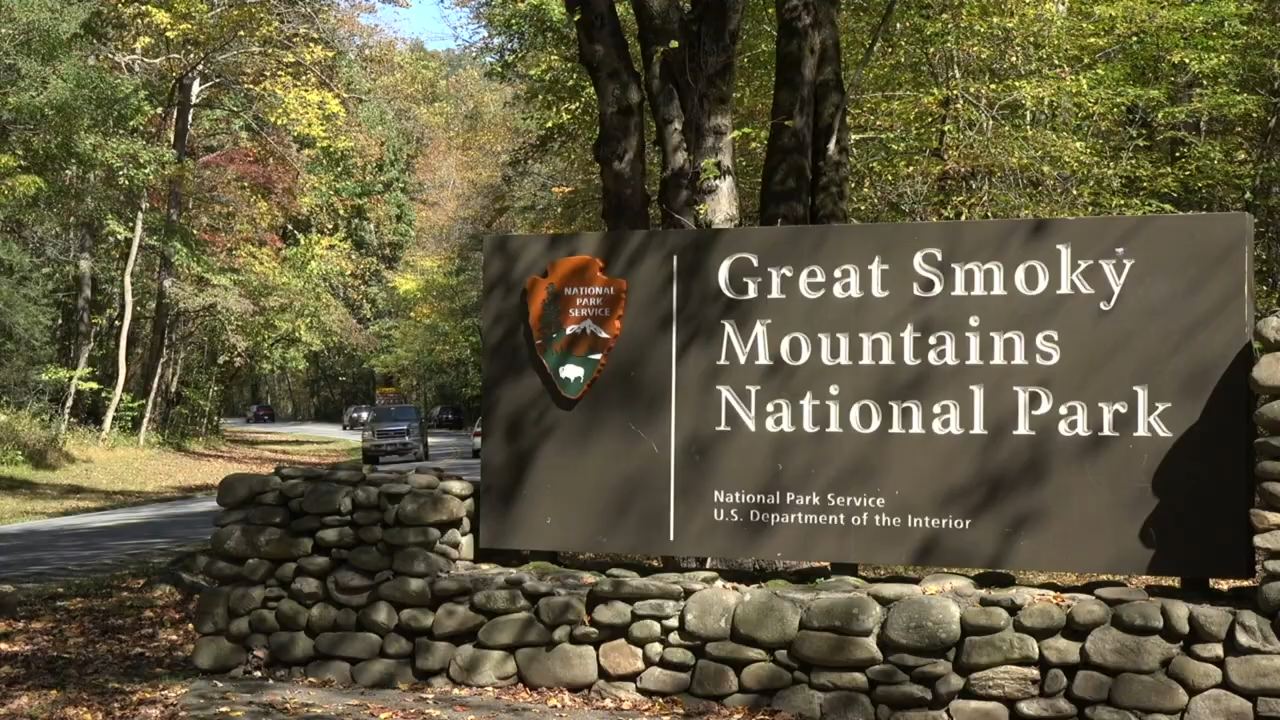 NATIONAL
PARK
SERVICE
Great Smoky
Mountains
National Park
National Park Service
U.S. Department of the Interior